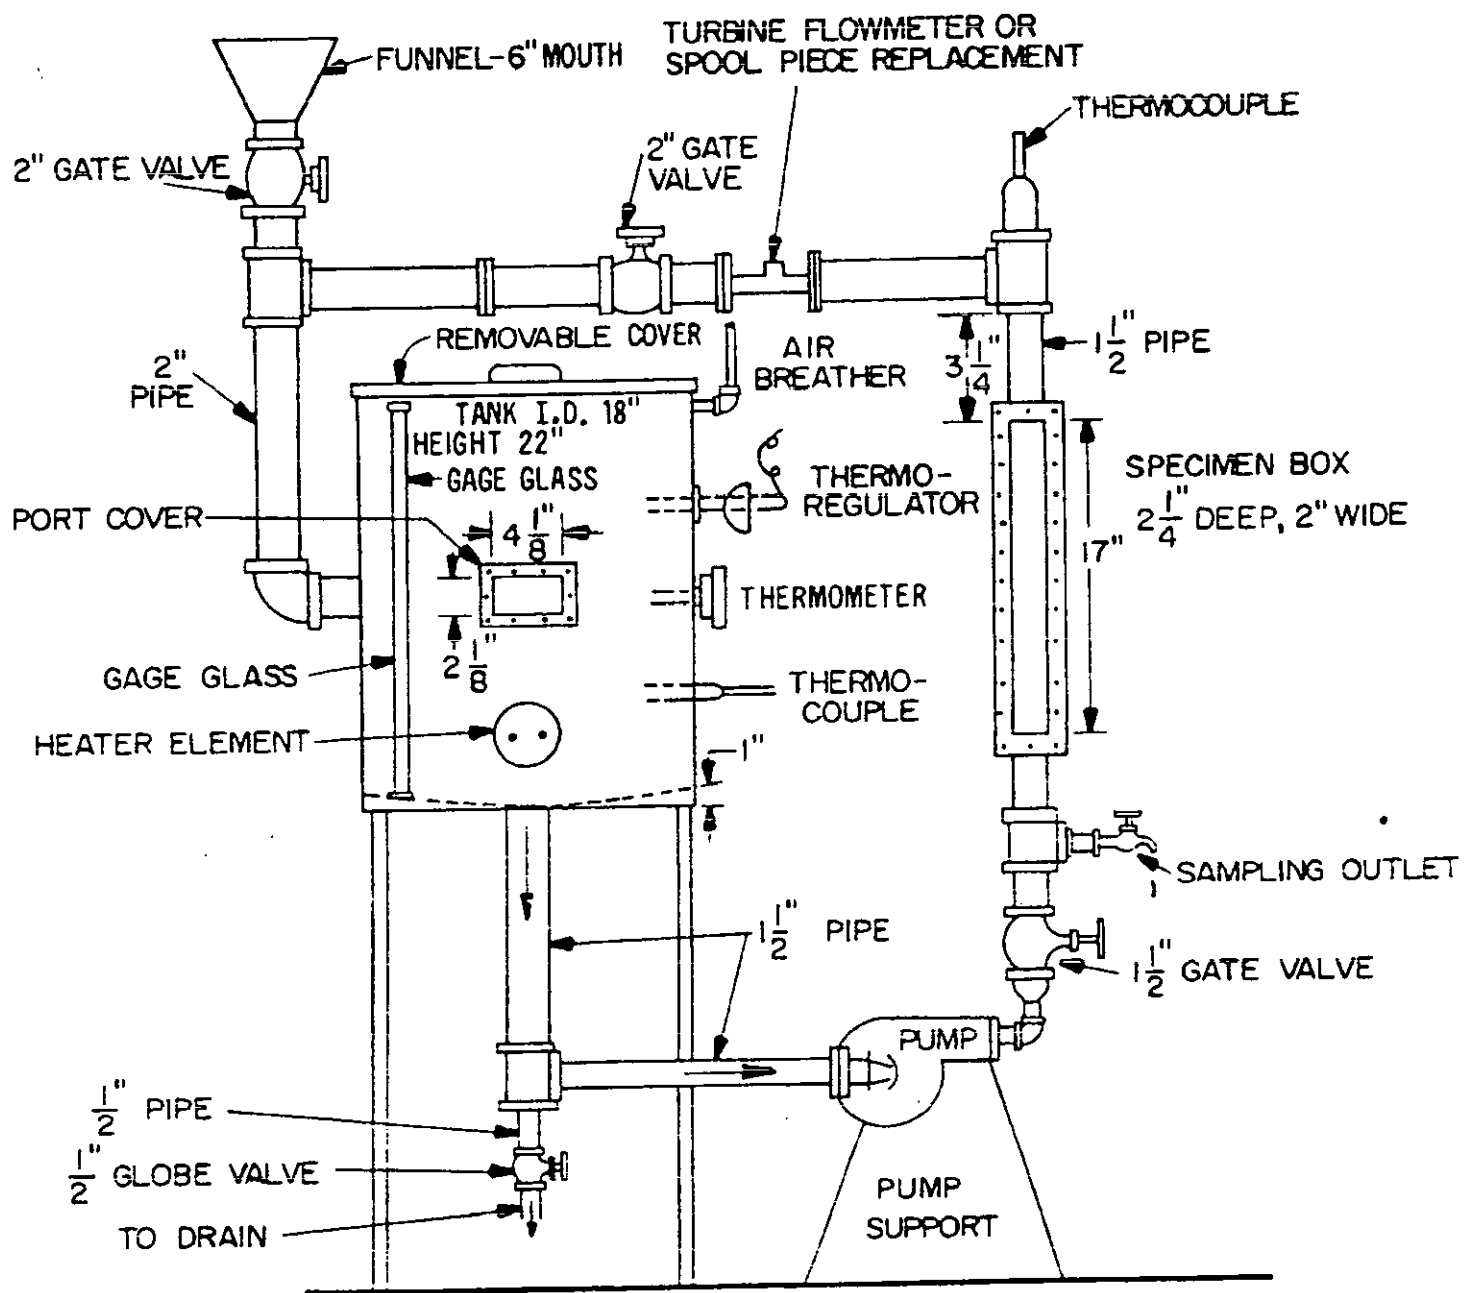 TURBINE FLOWMETER OR
SPOOL PIECE REPLACEMENT
FUNNEL-6" MOUTH
THERMOCOUPLE
2" GATE VALVE
2" GATE
VALVE
REMOVABLE COVER
AIR
BREATHER
3 1/4"
1 1/2" PIPE
2"
PIPE
TANK I.D. 18"
HEIGHT 22"
GAGE GLASS
THERMO-
REGULATOR
SPECIMEN BOX
2 1/4" DEEP, 2" WIDE
17"
PORT COVER
4 1/8"
THERMOMETER
2 1/8"
GAGE GLASS
THERMO-
COUPLE
HEATER ELEMENT
1"
SAMPLING OUTLET
1 1/2" PIPE
1 1/2" GATE VALVE
PUMP
1/2" PIPE
1/2" GLOBE VALVE
PUMP
SUPPORT
TO DRAIN